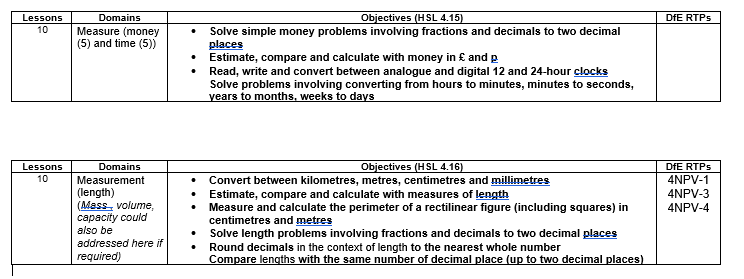 Lessons Domains Objectives (HSL 4.15) DfE RTPs
10 Measure (money (5) and time (5))
• Solve simple money problems involving fractions and decimals to two decimal
places
• Estimate, compare and calculate with money in £ and p
• Read, write and convert between analogue and digital 12 and 24-hour clocks
Solve problems involving converting from hours to minutes, minutes to seconds,
years to months, weeks to days
Lessons Domains Objectives (HSL 4.16) DfE RTPs
10 Measurement
(length)
(Mass, volume,
capacity could
also be
addressed here if
required)
• Convert between kilometres, metres, centimetres and millimetres
• Estimate, compare and calculate with measures of length
• Measure and calculate the perimeter of a rectilinear figure (including squares) in
centimetres and metres
• Solve length problems involving fractions and decimals to two decimal places
• Round decimals in the context of length to the nearest whole number
Compare lengths with the same number of decimal place (up to two decimal places)
4NPV-1
4NPV-3
4NPV-4